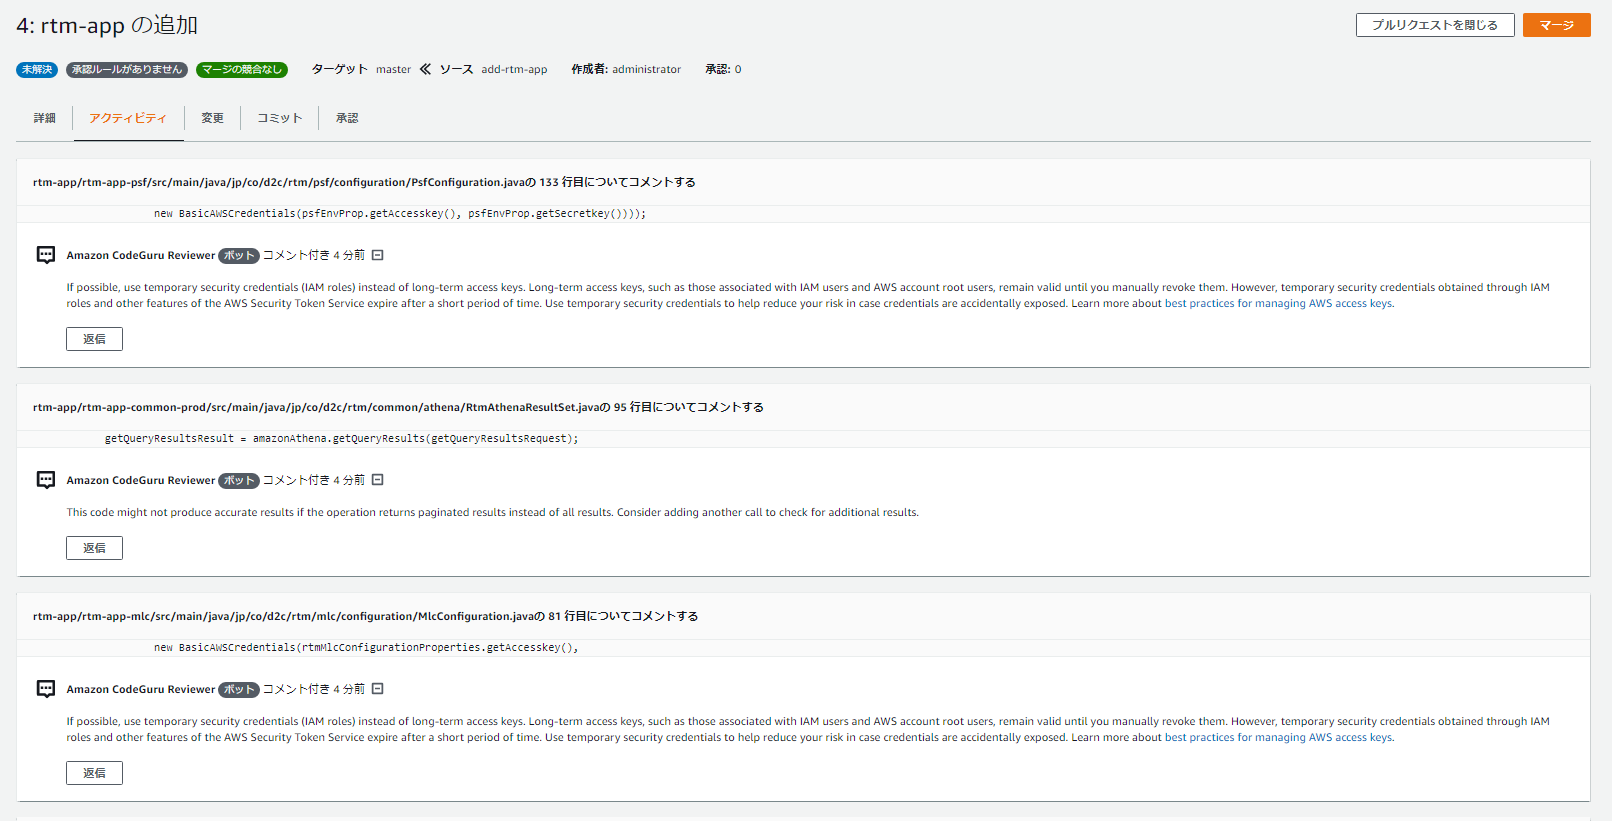 4: rtm-app の追加
プルリクエストを閉じる
マージ
未解決 承認ルールがありません マージの競合なし ターゲット master ソース add-rtm-app 作成者: administrator 承認: 0
詳細 アクティビティ 変更 コミット 承認
rtm-app/rtm-app-psf/src/main/java/jp/co/d2c/rtm/psf/configuration/PsfConfiguration.javaの 133 行目についてコメントする
new BasicAWSCredentials(psfEnvProp.getAccesskey(), psfEnvProp.getSecretkey())));
Amazon CodeGuru Reviewer ボット コメント付き 4 分前
If possible, use temporary security credentials (IAM roles) instead of long-term access keys. Long-term access keys, such as those associated with IAM users and AWS account root users, remain valid until you manually revoke them. However, temporary security credentials obtained through IAM
roles and other features of the AWS Security Token Service expire after a short period of time. Use temporary security credentials to help reduce your risk in case credentials are accidentally exposed. Learn more about best practices for managing AWS access keys.
返信
rtm-app/rtm-app-common-prod/src/main/java/jp/co/d2c/rtm/common/athena/RtmAthenaResultSet.javaの 95 行目についてコメントする
getQueryResultsResult = amazonAthena.getQueryResults(getQueryResultsRequest);
Amazon CodeGuru Reviewer ボット コメント付き 4 分前
This code might not produce accurate results if the operation returns paginated results instead of all results. Consider adding another call to check for additional results.
返信
rtm-app/rtm-app-mlc/src/main/java/jp/co/d2c/rtm/mlc/configuration/MlcConfiguration.javaの 81 行目についてコメントする
new BasicAWSCredentials(rtmMlcConfigurationProperties.getAccesskey(),
Amazon CodeGuru Reviewer ボット コメント付き 4 分前
If possible, use temporary security credentials (IAM roles) instead of long-term access keys. Long-term access keys, such as those associated with IAM users and AWS account root users, remain valid until you manually revoke them. However, temporary security credentials obtained through IAM
roles and other features of the AWS Security Token Service expire after a short period of time. Use temporary security credentials to help reduce your risk in case credentials are accidentally exposed. Learn more about best practices for managing AWS access keys.
返信